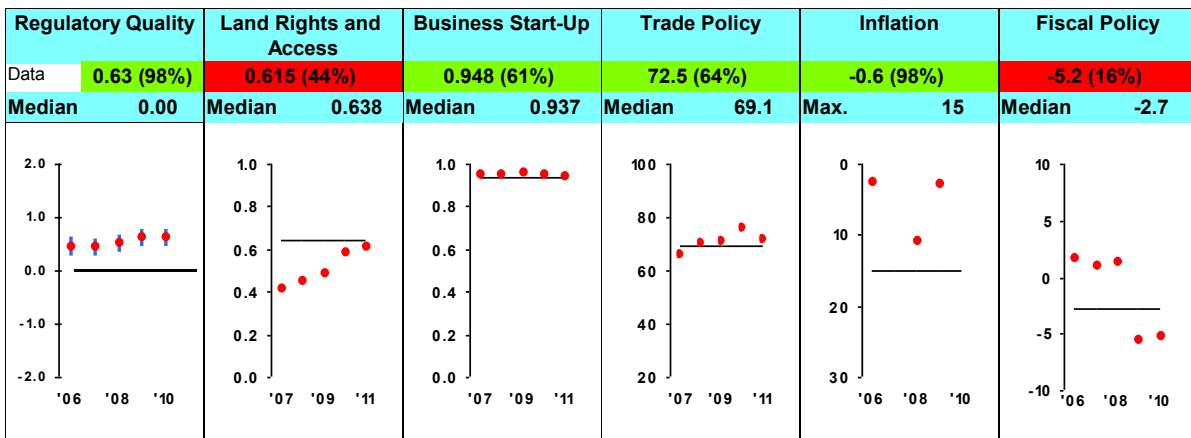 Regulatory Quality
Land Rights and
Access
Business Start-Up
Trade Policy
Inflation
Fiscal Policy
Data 0.63 (98%)
0.615 (44%)
0.948 (61%)
72.5 (64%)
-0.6 (98%)
-5.2 (16%)
Median 0.00
Median 0.638
Median 0.937
Median 69.1
Max. 15
Median -2.7
2.0
1.0
0.0
-1.0
-2.0
'06 '08 '10
1.0
0.8
0.6
0.4
0.2
0.0
'07 '09 '11
1.0
0.8
0.6
0.4
0.2
0.0
'07 '09 '11
100
80
60
40
20
'07 '09 '11
0
10
20
30
'06 '08 '10
10
5
0
-5
-10
'06 '08 '10